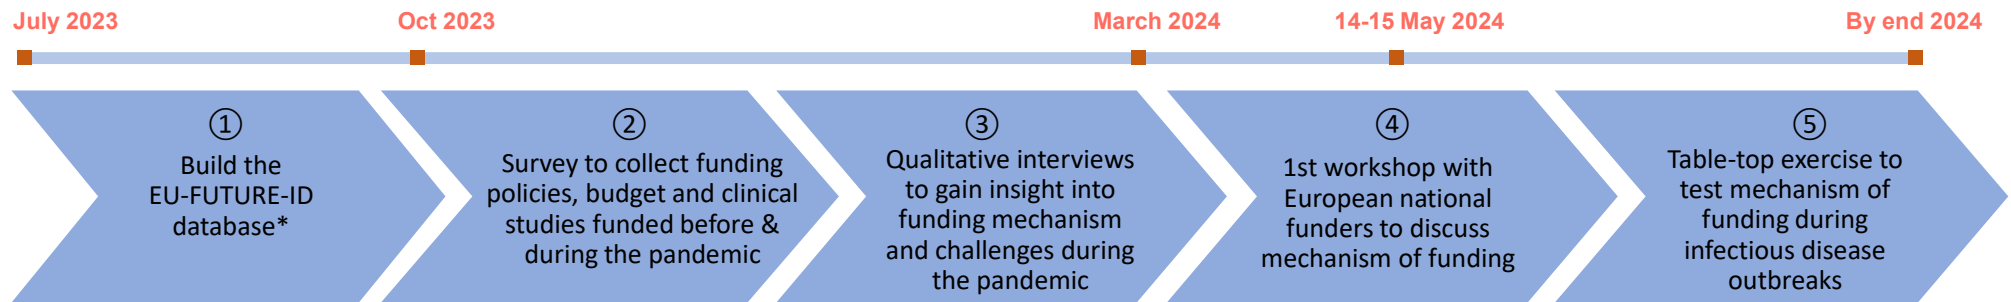 July 2023
Oct 2023
March 2024
14-15 May 2024
By end 2024
①
Build the
EU-FUTURE-ID
database*
②
Survey to collect funding
policies, budget and clinical
studies funded before &
during the pandemic
③
Qualitative interviews
to gain insight into
funding mechanism
and challenges during
the pandemic
④
1st workshop with
European national
funders to discuss
mechanism of funding
⑤
Table-top exercise to
test mechanism of
funding during
infectious disease
outbreaks